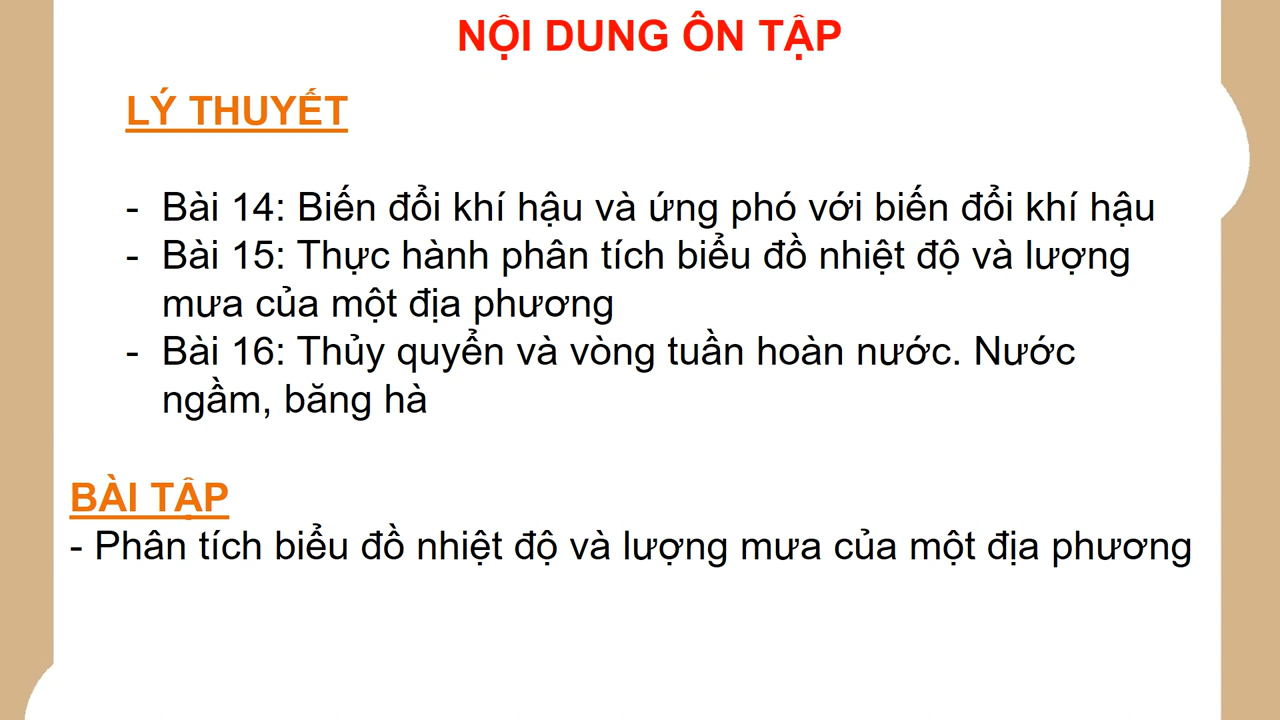 NỘI DUNG ÔN TẬP
LÝ THUYẾT
- Bài 14: Biến đổi khí hậu và ứng phó với biến đổi khí hậu
- Bài 15: Thực hành phân tích biểu đồ nhiệt độ và lượng
mưa của một địa phương
- Bài 16: Thủy quyển và vòng tuần hoàn nước. Nước
ngầm, băng hà
BÀI TẬP
- Phân tích biểu đồ nhiệt độ và lượng mưa của một địa phương